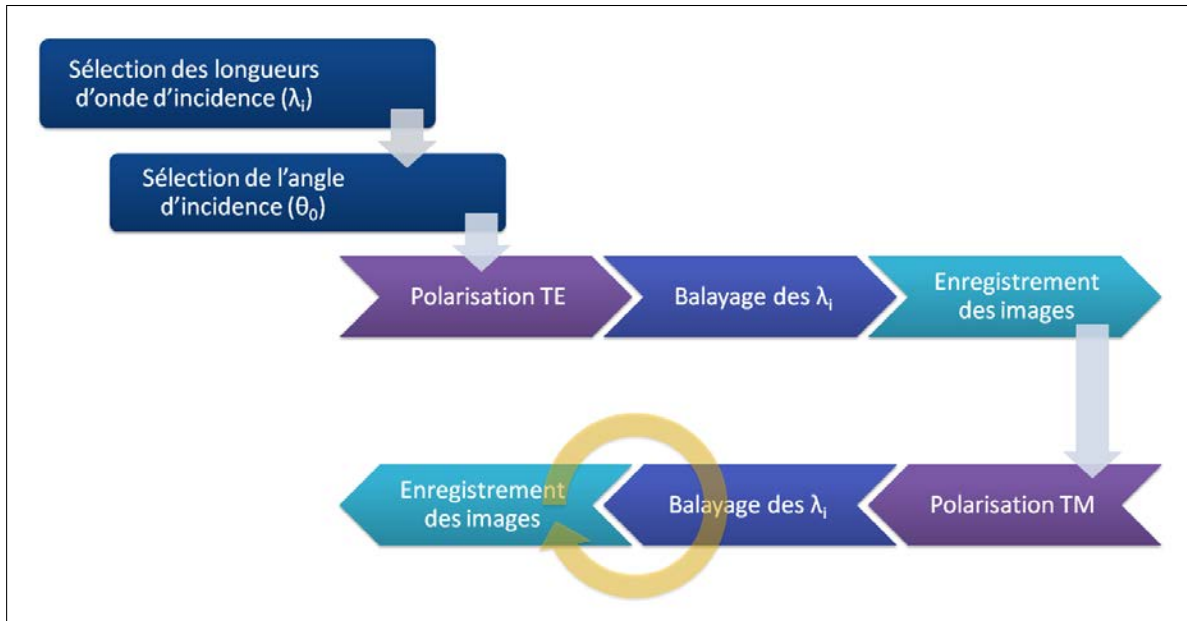 Sélection des longueurs
d'onde d'incidence (λi)
Sélection de l'angle
d'incidence (θ0)
Polarisation TE
Balayage des λi
Enregistrement
des images
Enregistrement
des images
Balayage des λi
Polarisation TM